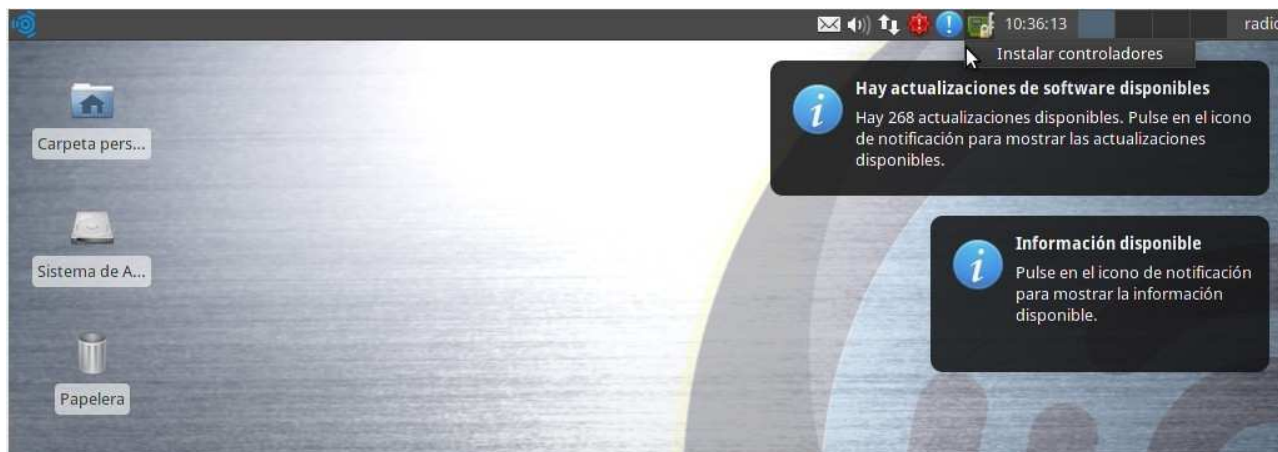 10:36:13
radio
Instalar controladores
Hay actualizaciones de software disponibles
Hay 268 actualizaciones disponibles. Pulse en el icono
de notificación para mostrar las actualizaciones
disponibles.
Información disponible
Pulse en el icono de notificación
para mostrar la información
disponible.
Carpeta pers...
Sistema de A...
Papelera